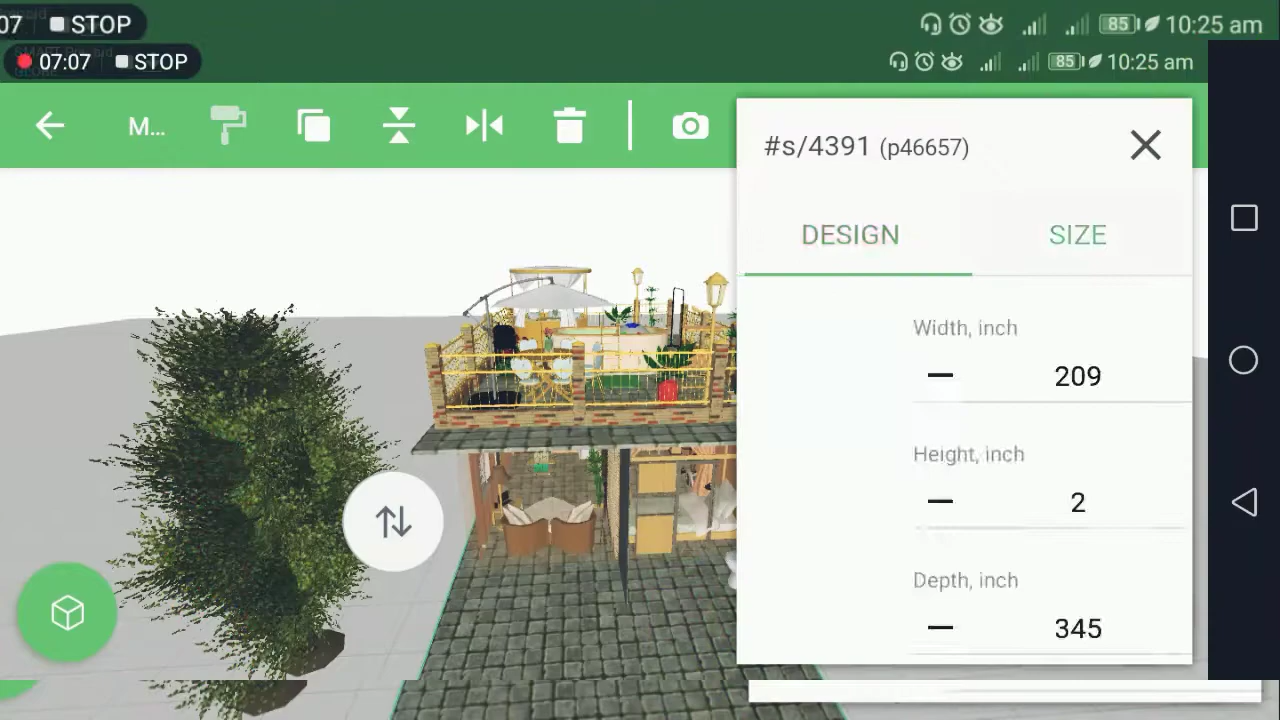 07 STOP 85 10:25 am
07:07 STOP 85 10:25 am
M...
#s/4391 (p46657)
DESIGN SIZE
Width, inch
209
Height, inch
2
Depth, inch
345